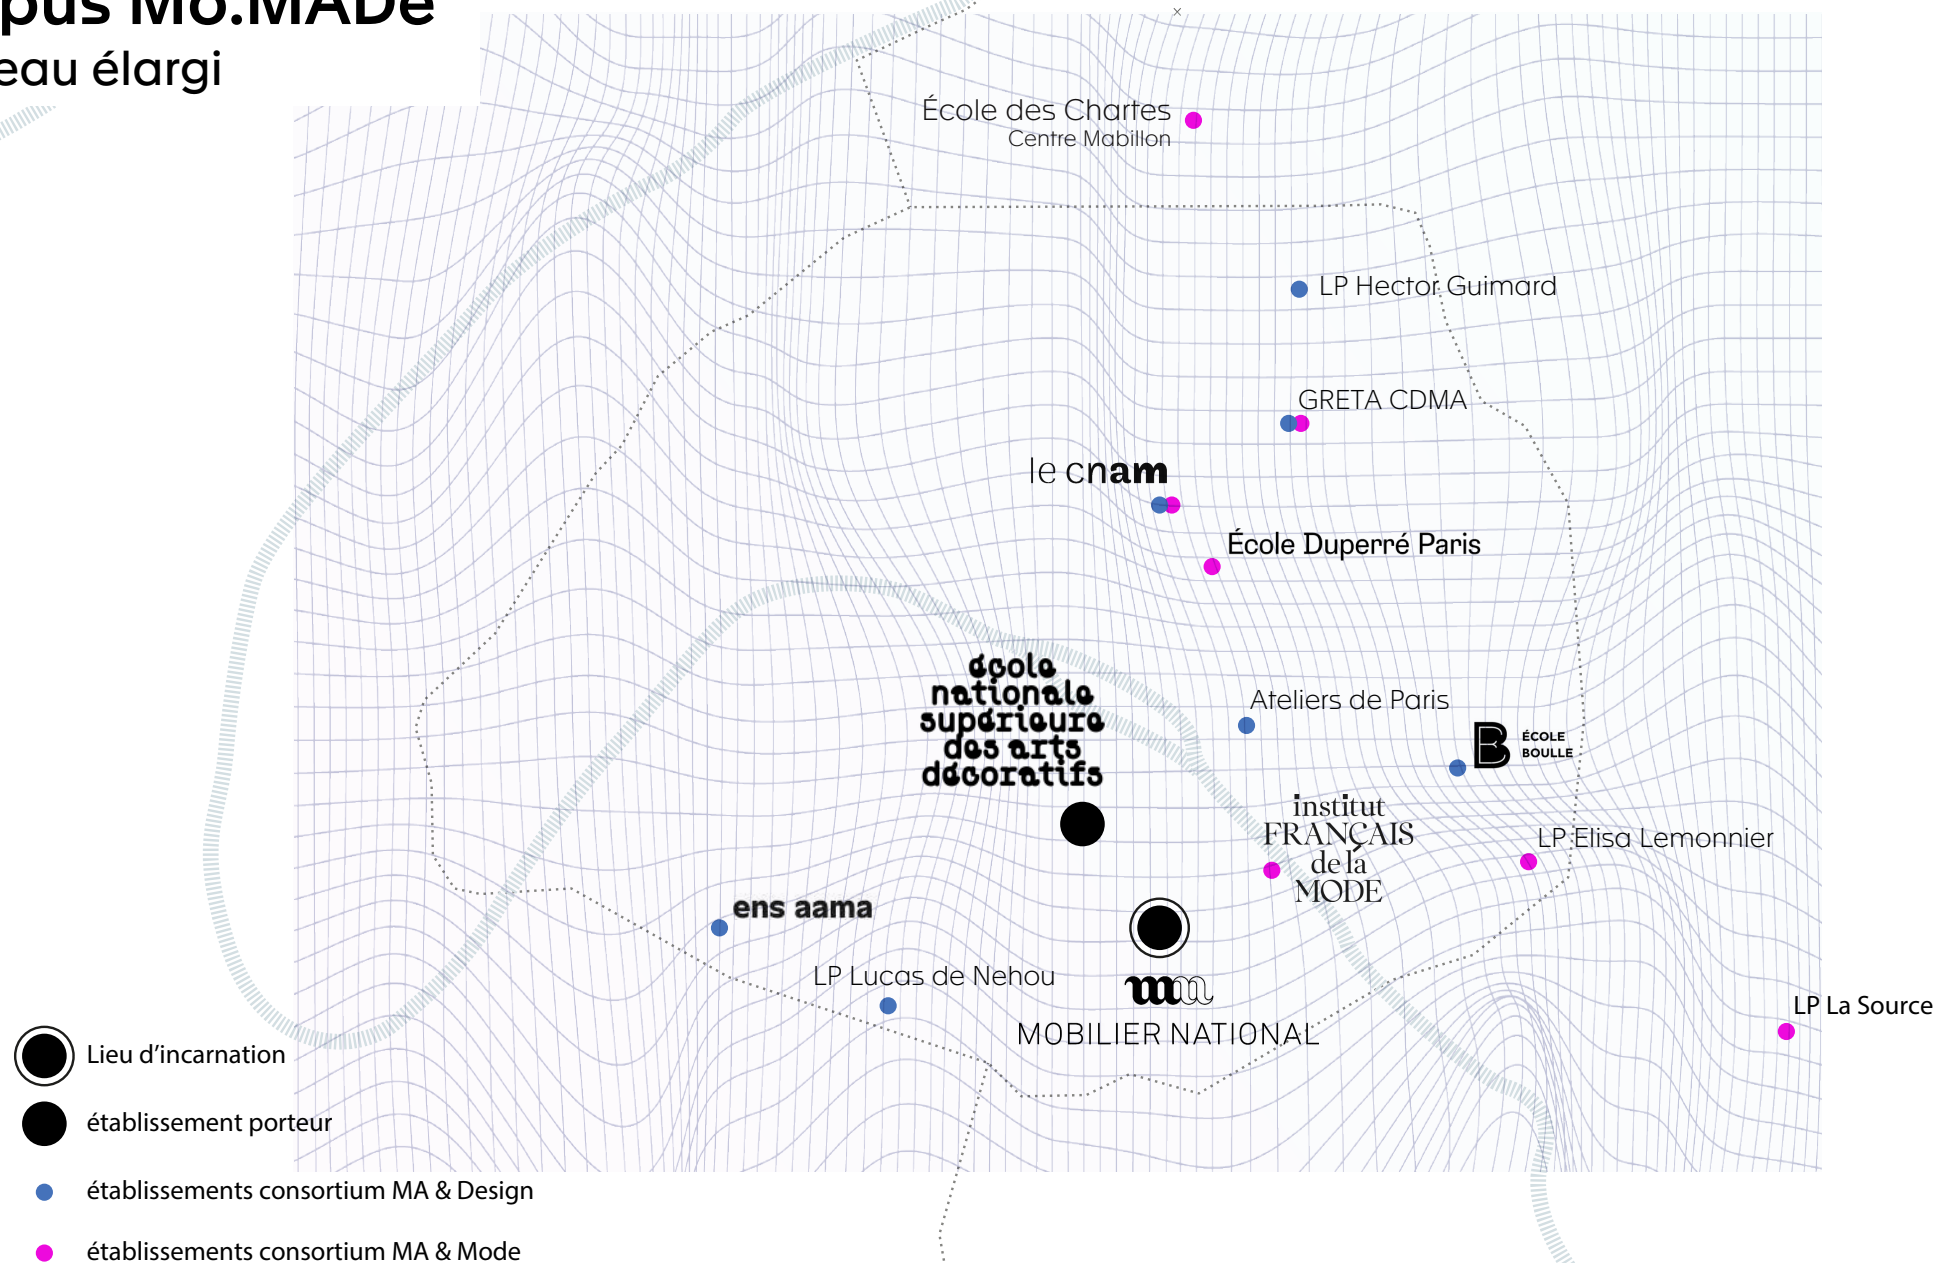 pus Mo.MADe
eau élargi
École des Chartes
Centre Mabillon
LP Hector Guimard
GRETA CDMA
le cnam
École Duperré Paris
école
nationale
supérieure
des arts
décoratifs
Ateliers de Paris
B
ÉCOLE
BOULLE
institut
FRANÇAIS
de la
MODE
LP Elisa Lemonnier
ens aama
LP Lucas de Nehou
MOBILIER NATIONAL
LP La Source
Lieu d’incarnation
établissement porteur
établissements consortium MA & Design
établissements consortium MA & Mode